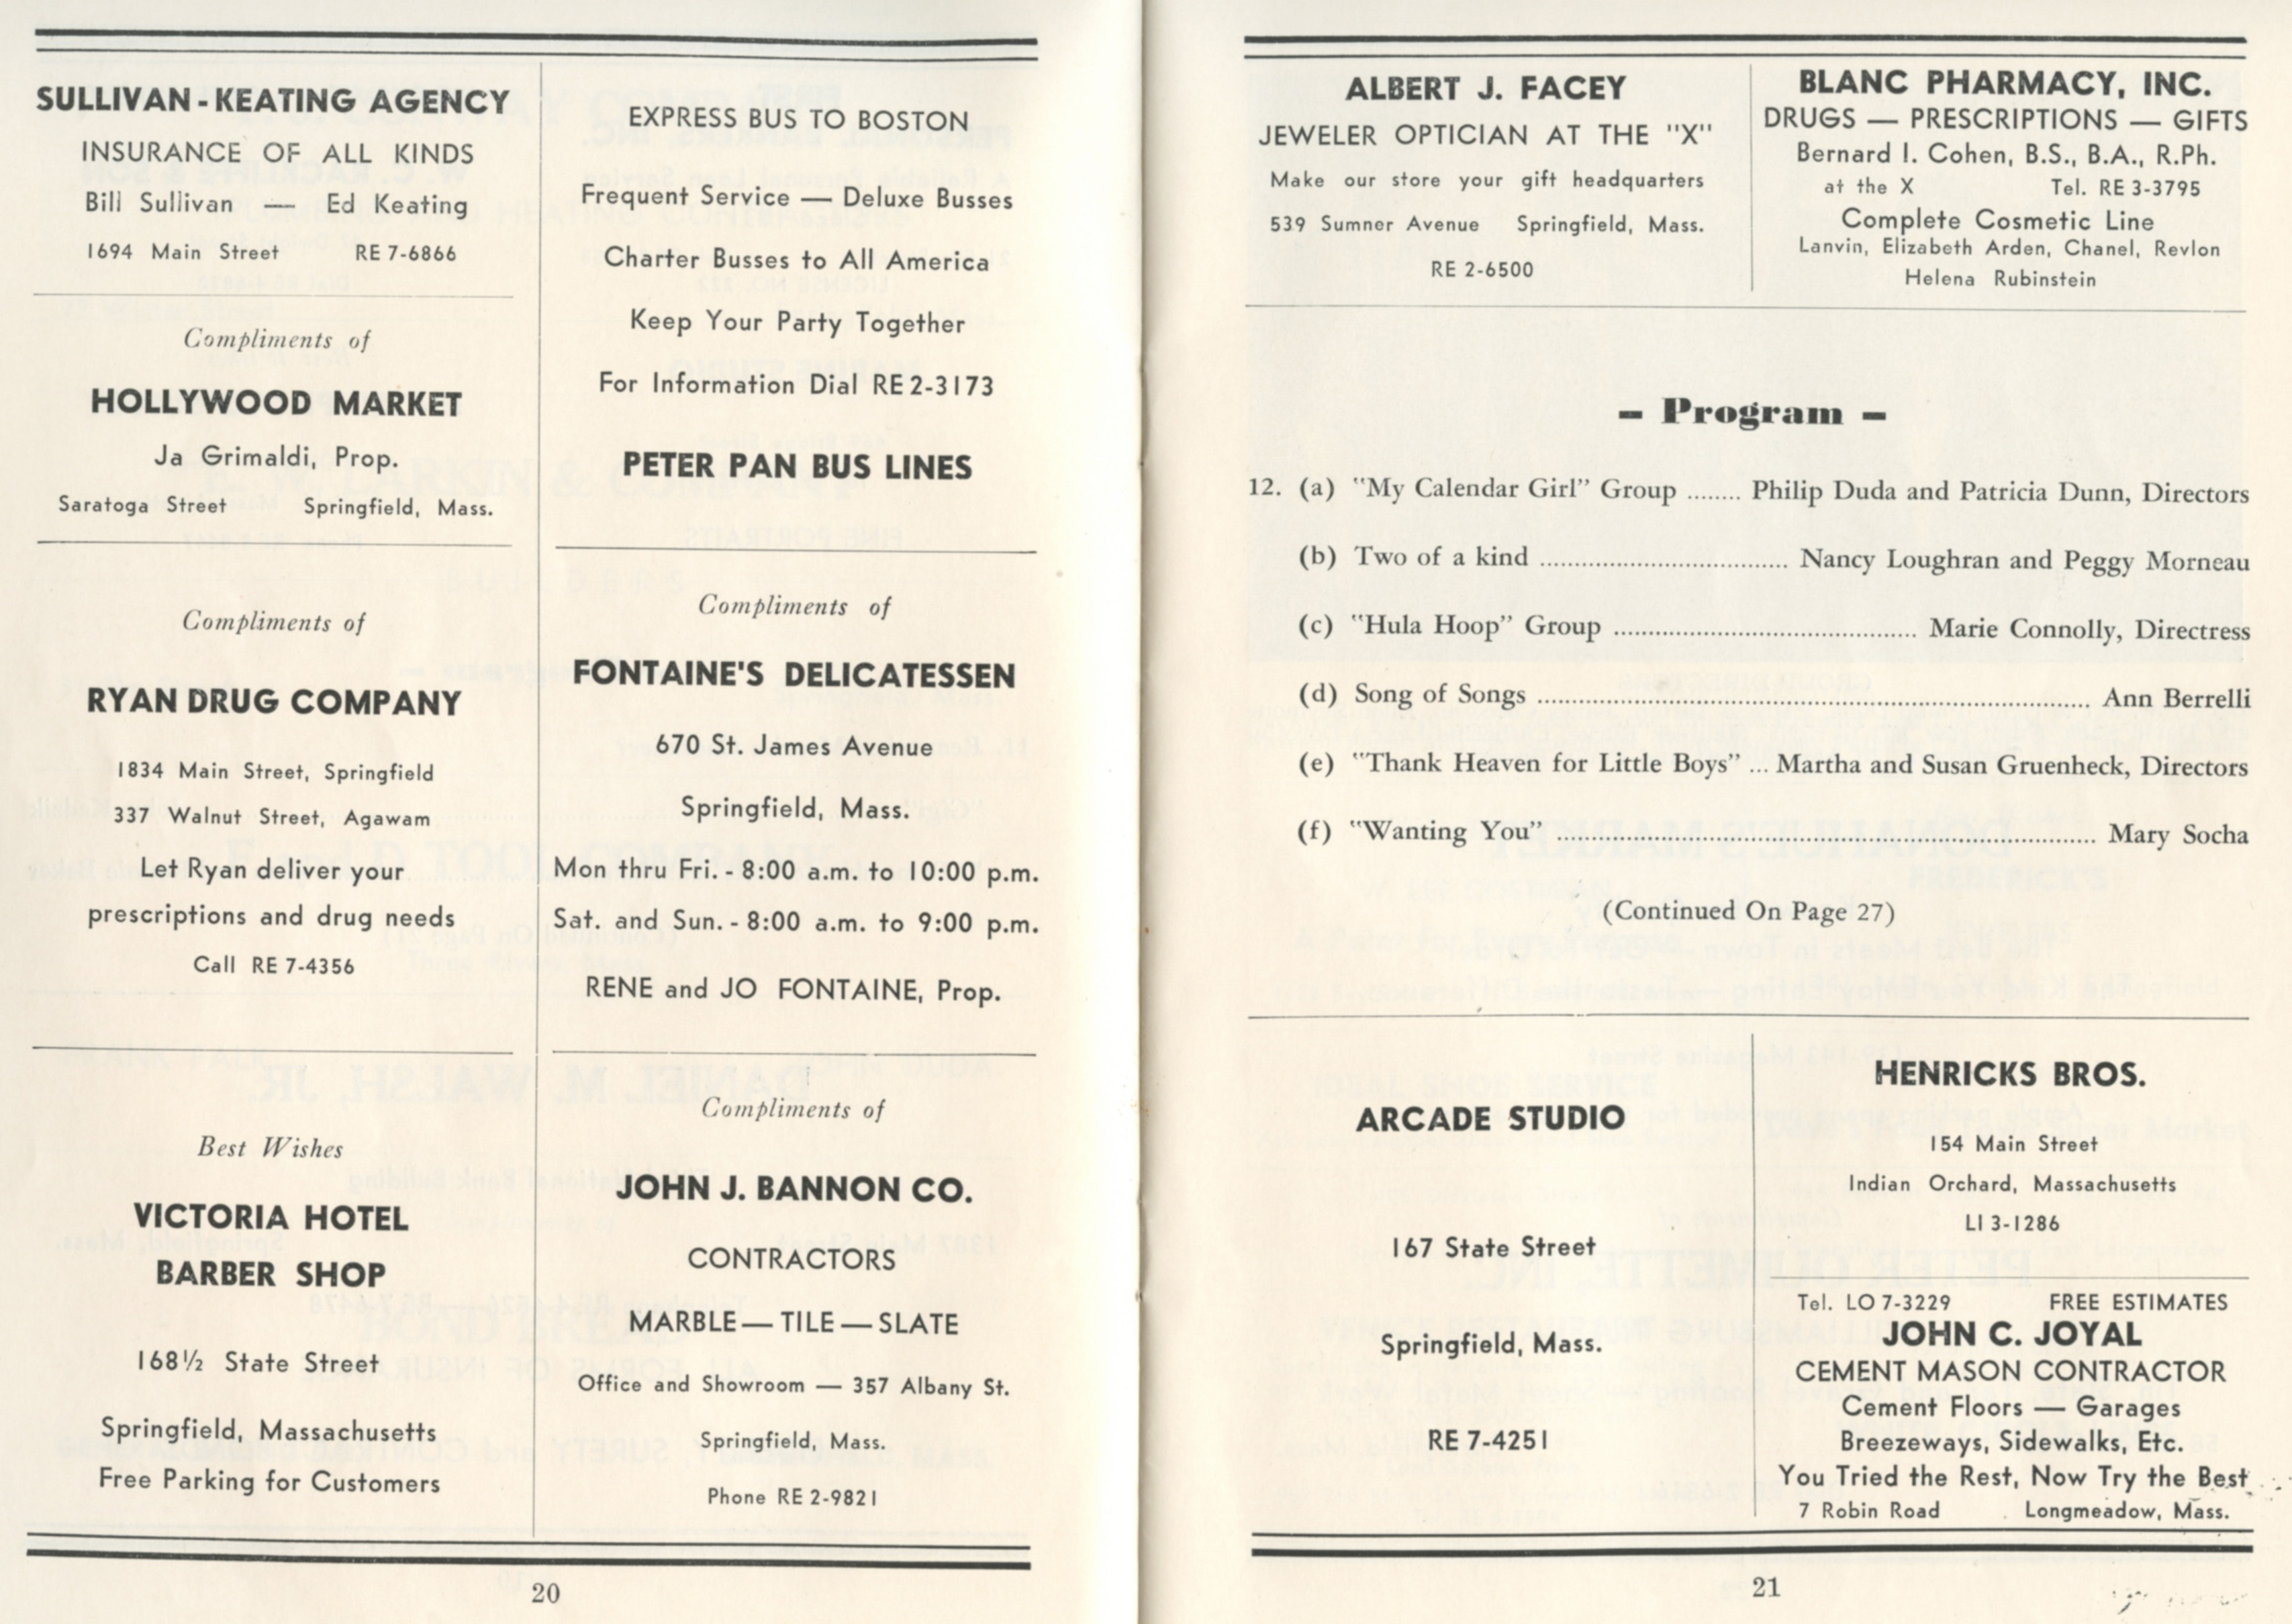 SULLIVAN - KEATING AGENCY
INSURANCE OF ALL KINDS
Bill Sullivan — Ed Keating
1694 Main Street RE 7-6866
Compliments of
HOLLYWOOD MARKET
Ja Grimaldi, Prop.
Saratoga Street Springfield, Mass.
Compliments of
RYAN DRUG COMPANY
1834 Main Street, Springfield
337 Walnut Street, Agawam
Let Ryan deliver your
prescriptions and drug needs
Call RE 7-4356
Best Wishes
VICTORIA HOTEL
BARBER SHOP
168½ State Street
Springfield, Massachusetts
Free Parking for Customers
EXPRESS BUS TO BOSTON
Frequent Service — Deluxe Busses
Charter Busses to All America
Keep Your Party Together
For Information Dial RE 2-3173
PETER PAN BUS LINES
Compliments of
FONTAINE'S DELICATESSEN
670 St. James Avenue
Springfield, Mass.
Mon thru Fri. - 8:00 a.m. to 10:00 p.m.
Sat. and Sun. - 8:00 a.m. to 9:00 p.m.
RENE and JO FONTAINE, Prop.
Compliments of
JOHN J. BANNON CO.
CONTRACTORS
MARBLE — TILE — SLATE
Office and Showroom — 357 Albany St.
Springfield, Mass.
Phone RE 2-9821
20
ALBERT J. FACEY
JEWELER OPTICIAN AT THE "X"
Make our store your gift headquarters
539 Sumner Avenue Springfield, Mass.
RE 2-6500
BLANC PHARMACY, INC.
DRUGS — PRESCRIPTIONS — GIFTS
Bernard I. Cohen, B.S., B.A., R.Ph.
at the X Tel. RE 3-3795
Complete Cosmetic Line
Lanvin, Elizabeth Arden, Chanel, Revlon
Helena Rubinstein
– Program –
12. (a) "My Calendar Girl" Group ........ Philip Duda and Patricia Dunn, Directors
(b) Two of a kind ..................................... Nancy Loughran and Peggy Morneau
(c) "Hula Hoop" Group ............................................. Marie Connolly, Directress
(d) Song of Songs .................................................................................. Ann Berrelli
(e) "Thank Heaven for Little Boys" ... Martha and Susan Gruenheck, Directors
(f) "Wanting You" ................................................................................ Mary Socha
(Continued On Page 27)
ARCADE STUDIO
167 State Street
Springfield, Mass.
RE 7-4251
HENRICKS BROS.
154 Main Street
Indian Orchard, Massachusetts
LI 3-1286
Tel. LO 7-3229 FREE ESTIMATES
JOHN C. JOYAL
CEMENT MASON CONTRACTOR
Cement Floors — Garages
Breezeways, Sidewalks, Etc.
You Tried the Rest, Now Try the Best
7 Robin Road Longmeadow, Mass.
21